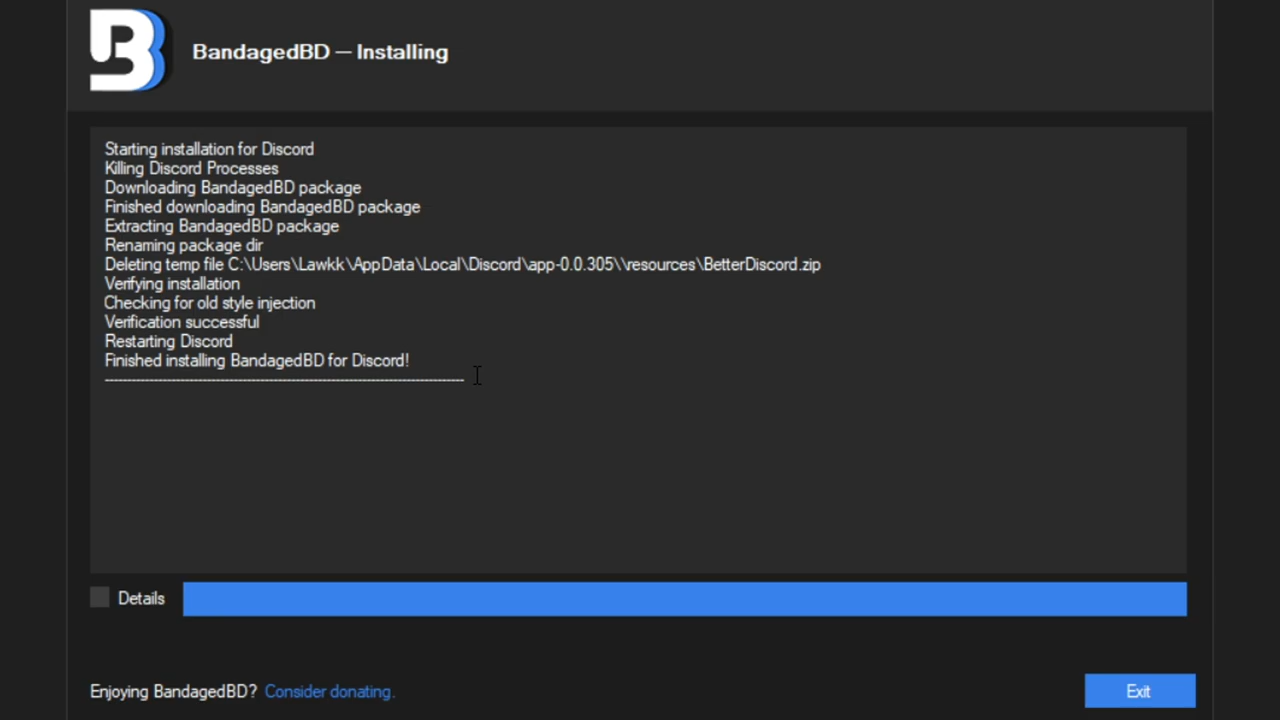 BandagedBD — Installing
Starting installation for Discord
Killing Discord Processes
Downloading BandagedBD package
Finished downloading BandagedBD package
Extracting BandagedBD package
Renaming package dir
Deleting temp file C:\Users\Lawkk\AppData\Local\Discord\app-0.0.305\\resources\BetterDiscord.zip
Verifying installation
Checking for old style injection
Verification successful
Restarting Discord
Finished installing BandagedBD for Discord!
Details
Enjoying BandagedBD? Consider donating.
Exit